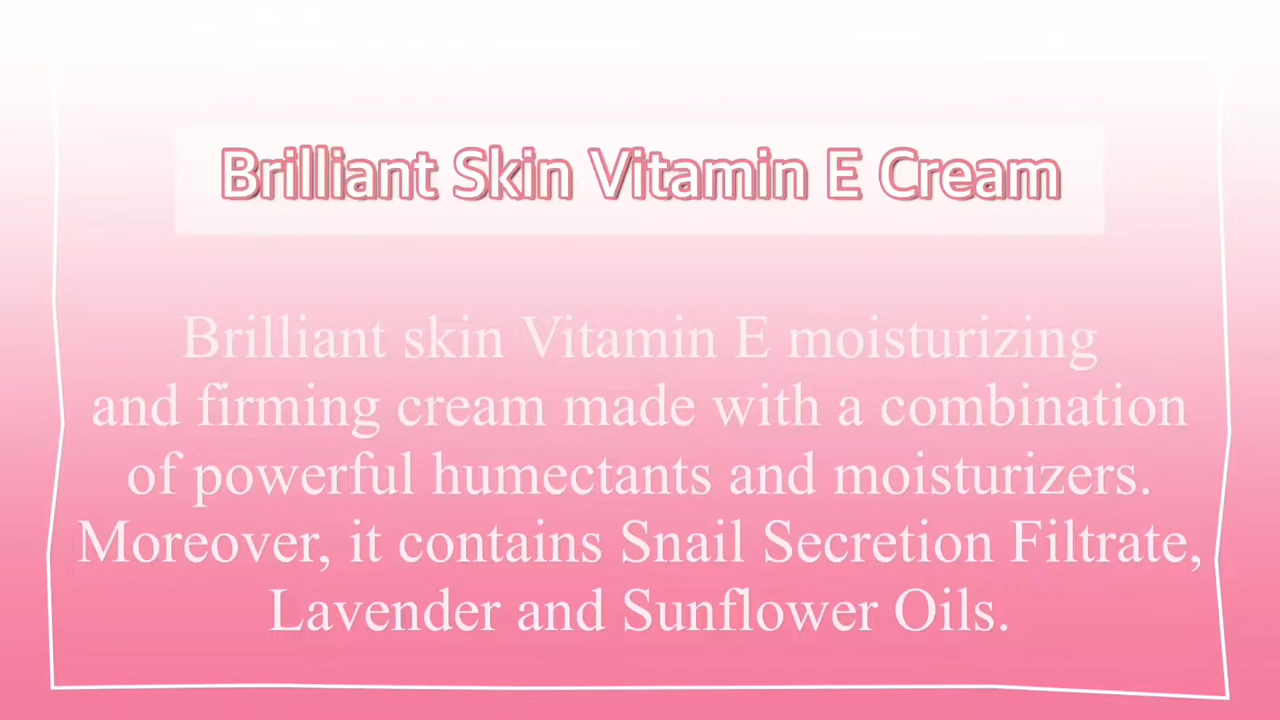 Brilliant Skin Vitamin E Cream
Brilliant skin Vitamin E moisturizing
and firming cream made with a combination
of powerful humectants and moisturizers.
Moreover, it contains Snail Secretion Filtrate,
Lavender and Sunflower Oils.